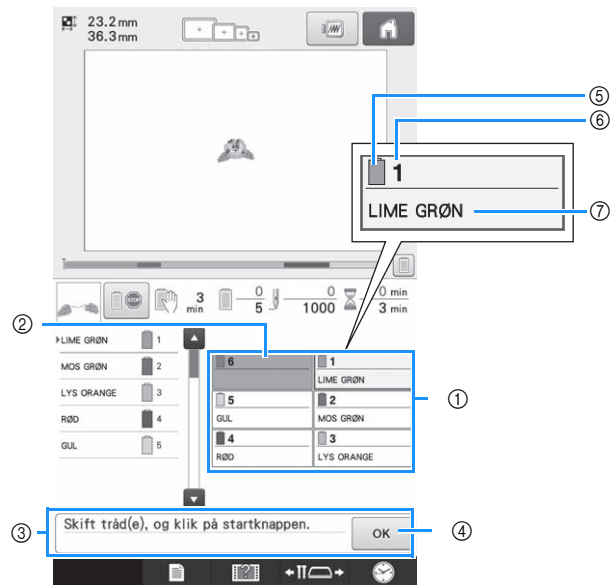 23.2 mm
36.3 mm
⑤
⑥
1
LIME GRØN
⑦
stop
3 min
0
5
0
1000
0 min
3 min
②
LIME GRØN 1
MOS GRØN 2
LYS ORANGE 3
RØD 4
GUL 5
6
1
LIME GRØN
5
GUL
2
MOS GRØN
4
RØD
3
LYS ORANGE
①
③
Skift tråd(e), og klik på startknappen.
OK
④
?